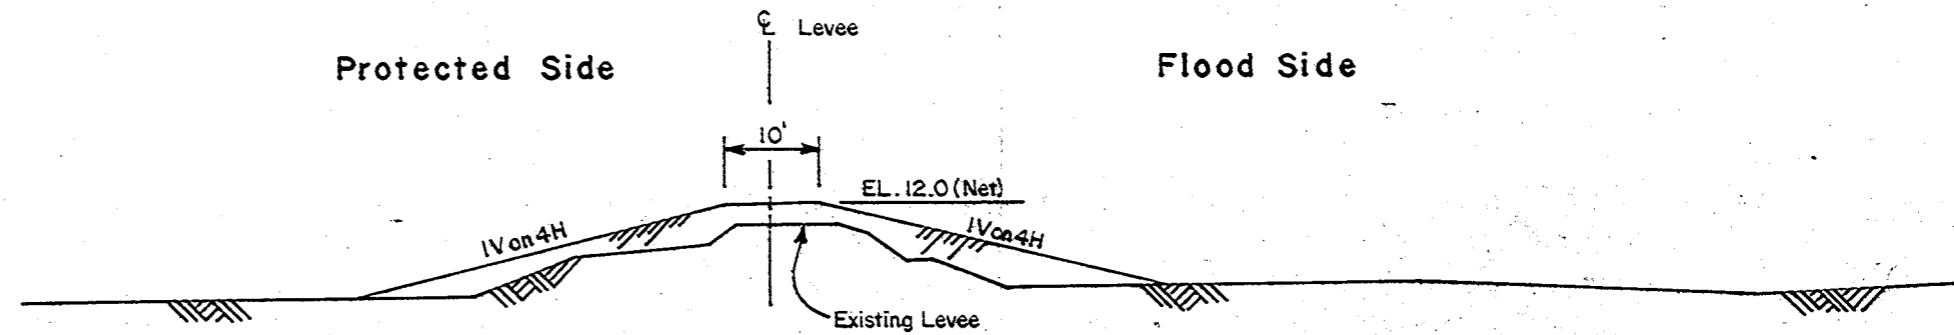 ℄ Levee
Protected Side
Flood Side
10'
EL. 12.0 (Net)
1V on 4H
1V on 4H
Existing Levee